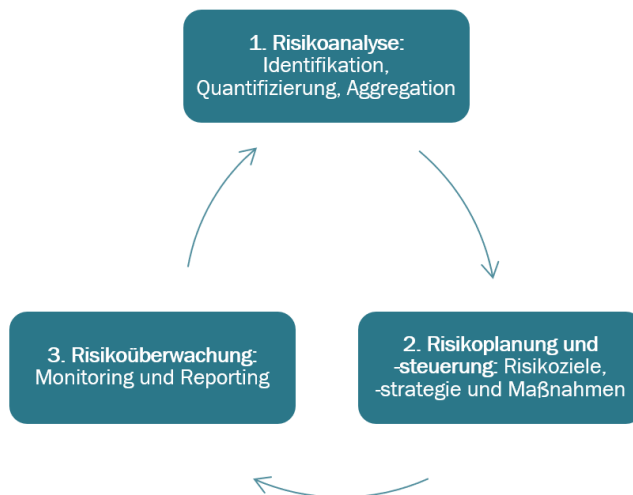 1. Risikoanalyse:
Identifikation,
Quantifizierung, Aggregation
2. Risikoplanung und
-steuerung: Risikoziele,
-strategie und Maßnahmen
3. Risikoüberwachung:
Monitoring und Reporting